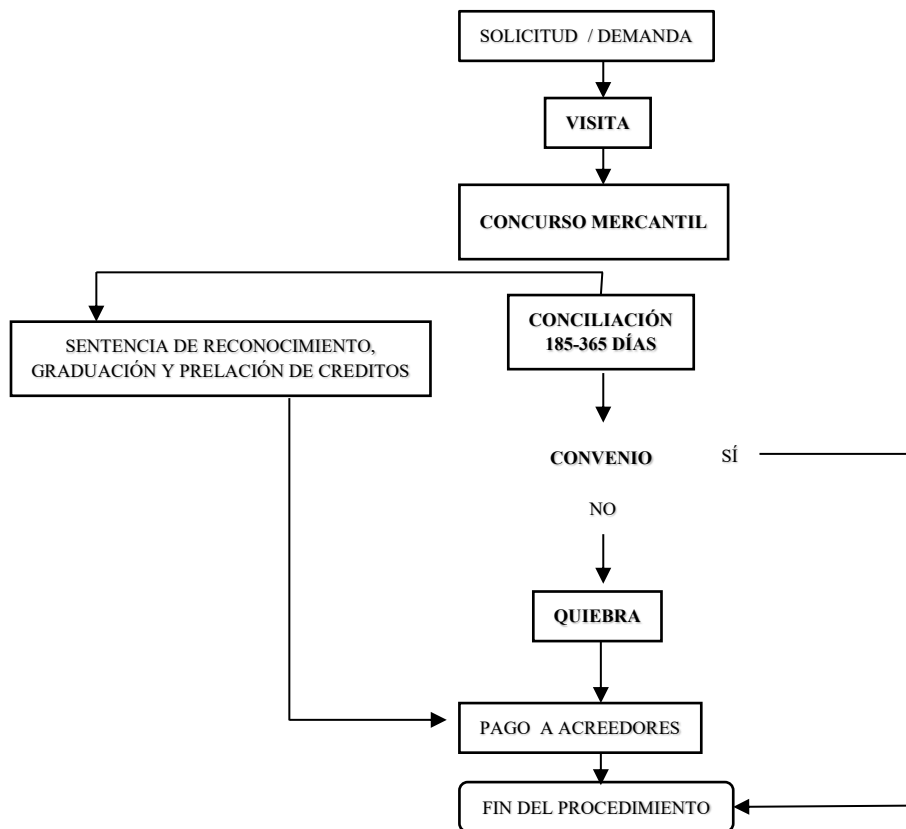 SOLICITUD / DEMANDA
VISITA
CONCURSO MERCANTIL
CONCILIACIÓN
185-365 DÍAS
SENTENCIA DE RECONOCIMIENTO,
GRADUACIÓN Y PRELACIÓN DE CREDITOS
CONVENIO SÍ
NO
QUIEBRA
PAGO A ACREEDORES
FIN DEL PROCEDIMIENTO